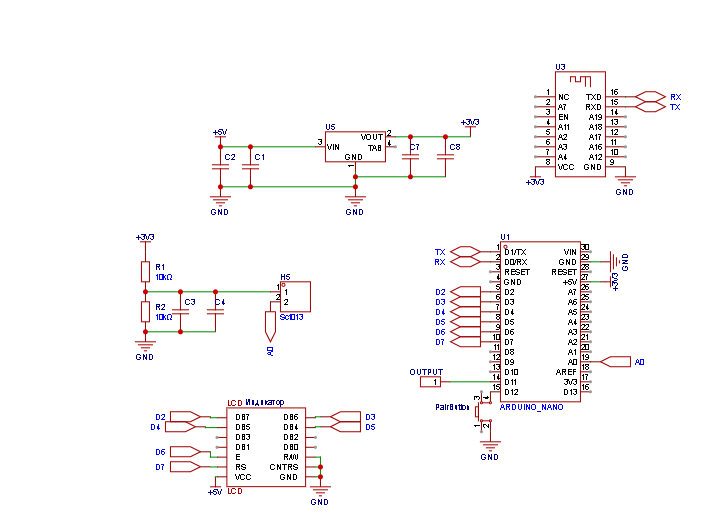 U3
1 NC TXD 16 RX
2 A7 RXD 15 TX
3 EN A19 14
4 A11 A18 13
5 A2 A17 12
6 A3 A16 11
7 A4 A12 10
8 VCC GND 9
+3V3
GND
+5V
U5
+3V3
C2 C1
3 VIN VOUT 2
TAB 4
GND
1
C7 C8
GND
GND
+3V3
R1
10kΩ
R2
10kΩ
C3 C4
GND
H5
1 1
2 2
Sct013
A0
U1
TX 1 D1/TX VIN 30
RX 2 D0/RX GND 29 GND
3 RESET RESET 28
4 GND +5V 27 +3V3
D2 5 D2 A7 26
D3 6 D3 A6 25
D4 7 D4 A5 24
D5 8 D5 A4 23
D6 9 D6 A3 22
D7 10 D7 A2 21
11 D8 A1 20
12 D9 A0 19 A0
13 D10 AREF 18
14 D11 3V3 17
15 D12 D13 16
ARDUINO_NANO
OUTPUT
1
PairButton
3 4
1 2
GND
LCD Индикатор
D2 DB7 DB6 D3
D4 DB5 DB4 D5
DB3 DB2
DB1 DB0
D6 E R/W
D7 RS CNTRS
VCC GND
+5V
LCD
GND